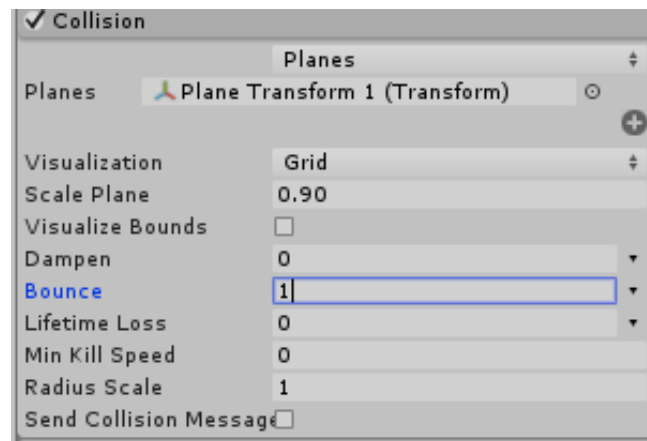 Collision
Planes
Planes Plane Transform 1 (Transform)
Visualization Grid
Scale Plane 0.90
Visualize Bounds
Dampen 0
Bounce 1
Lifetime Loss 0
Min Kill Speed 0
Radius Scale 1
Send Collision Message